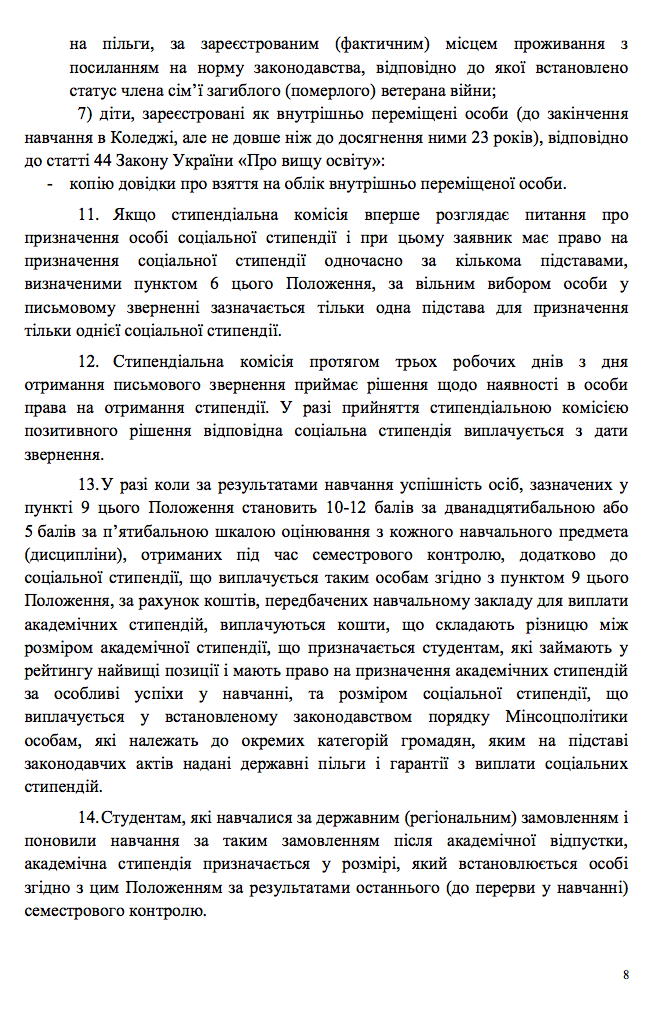 на пільги, за зареєстрованим (фактичним) місцем проживання з
посиланням на норму законодавства, відповідно до якої встановлено
статус члена сім’ї загиблого (померлого) ветерана війни;
7) діти, зареєстровані як внутрішньо переміщені особи (до закінчення
навчання в Коледжі, але не довше ніж до досягнення ними 23 років), відповідно
до статті 44 Закону України «Про вищу освіту»:
- копію довідки про взяття на облік внутрішньо переміщеної особи.
11. Якщо стипендіальна комісія вперше розглядає питання про
призначення особі соціальної стипендії і при цьому заявник має право на
призначення соціальної стипендії одночасно за кількома підставами,
визначеними пунктом 6 цього Положення, за вільним вибором особи у
письмовому зверненні зазначається тільки одна підстава для призначення
тільки однієї соціальної стипендії.
12. Стипендіальна комісія протягом трьох робочих днів з дня
отримання письмового звернення приймає рішення щодо наявності в особи
права на отримання стипендії. У разі прийняття стипендіальною комісією
позитивного рішення відповідна соціальна стипендія виплачується з дати
звернення.
13. У разі коли за результатами навчання успішність осіб, зазначених у
пункті 9 цього Положення становить 10-12 балів за дванадцятибальною або
5 балів за п’ятибальною шкалою оцінювання з кожного навчального предмета
(дисципліни), отриманих під час семестрового контролю, додатково до
соціальної стипендії, що виплачується таким особам згідно з пунктом 9 цього
Положення, за рахунок коштів, передбачених навчальному закладу для виплати
академічних стипендій, виплачуються кошти, що складають різницю між
розміром академічної стипендії, що призначається студентам, які займають у
рейтингу найвищі позиції і мають право на призначення академічних стипендій
за особливі успіхи у навчанні, та розміром соціальної стипендії, що
виплачується у встановленому законодавством порядку Мінсоцполітики
особам, які належать до окремих категорій громадян, яким на підставі
законодавчих актів надані державні пільги і гарантії з виплати соціальних
стипендій.
14. Студентам, які навчалися за державним (регіональним) замовленням і
поновили навчання за таким замовленням після академічної відпустки,
академічна стипендія призначається у розмірі, який встановлюється особі
згідно з цим Положенням за результатами останнього (до перерви у навчанні)
семестрового контролю.
8